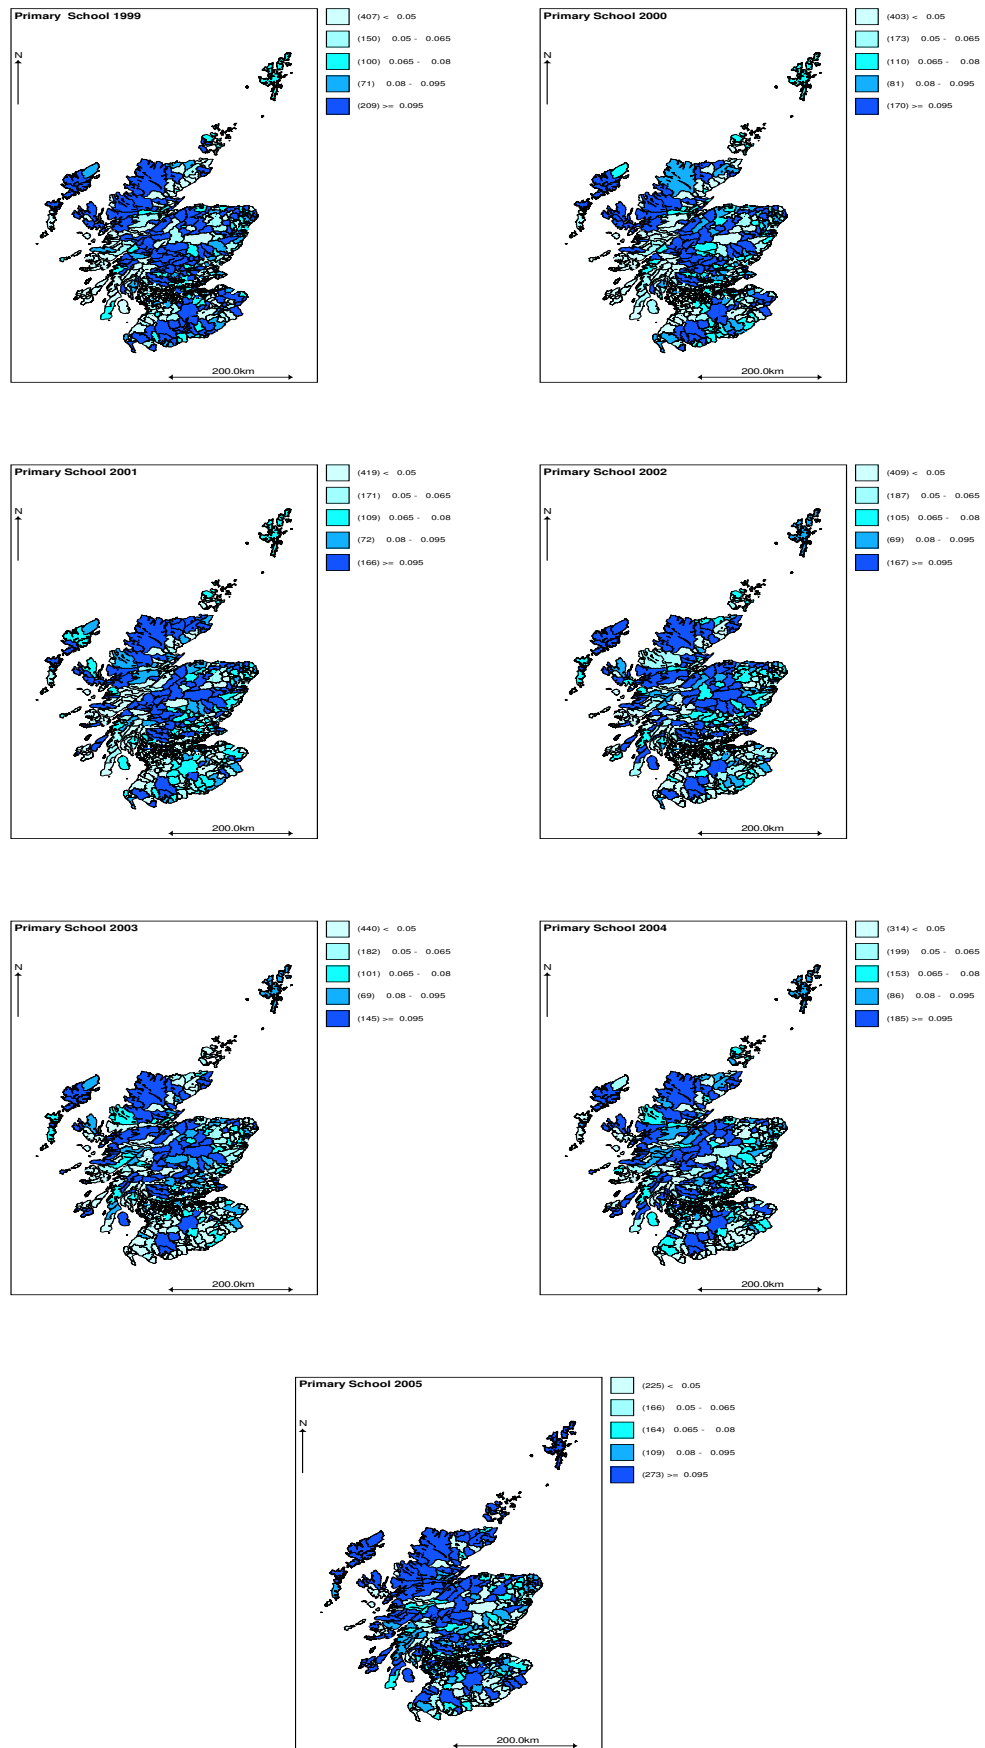 Primary School 1999
(407) < 0.05
(150) 0.05 - 0.065
(100) 0.065 - 0.08
(71) 0.08 - 0.095
(209) >= 0.095
N
200.0km
Primary School 2000
(403) < 0.05
(173) 0.05 - 0.065
(110) 0.065 - 0.08
(81) 0.08 - 0.095
(170) >= 0.095
N
200.0km
Primary School 2001
(419) < 0.05
(171) 0.05 - 0.065
(109) 0.065 - 0.08
(72) 0.08 - 0.095
(166) >= 0.095
N
200.0km
Primary School 2002
(409) < 0.05
(187) 0.05 - 0.065
(105) 0.065 - 0.08
(69) 0.08 - 0.095
(167) >= 0.095
N
200.0km
Primary School 2003
(440) < 0.05
(182) 0.05 - 0.065
(101) 0.065 - 0.08
(69) 0.08 - 0.095
(145) >= 0.095
N
200.0km
Primary School 2004
(314) < 0.05
(199) 0.05 - 0.065
(153) 0.065 - 0.08
(86) 0.08 - 0.095
(185) >= 0.095
N
200.0km
Primary School 2005
(225) < 0.05
(166) 0.05 - 0.065
(164) 0.065 - 0.08
(109) 0.08 - 0.095
(273) >= 0.095
N
200.0km